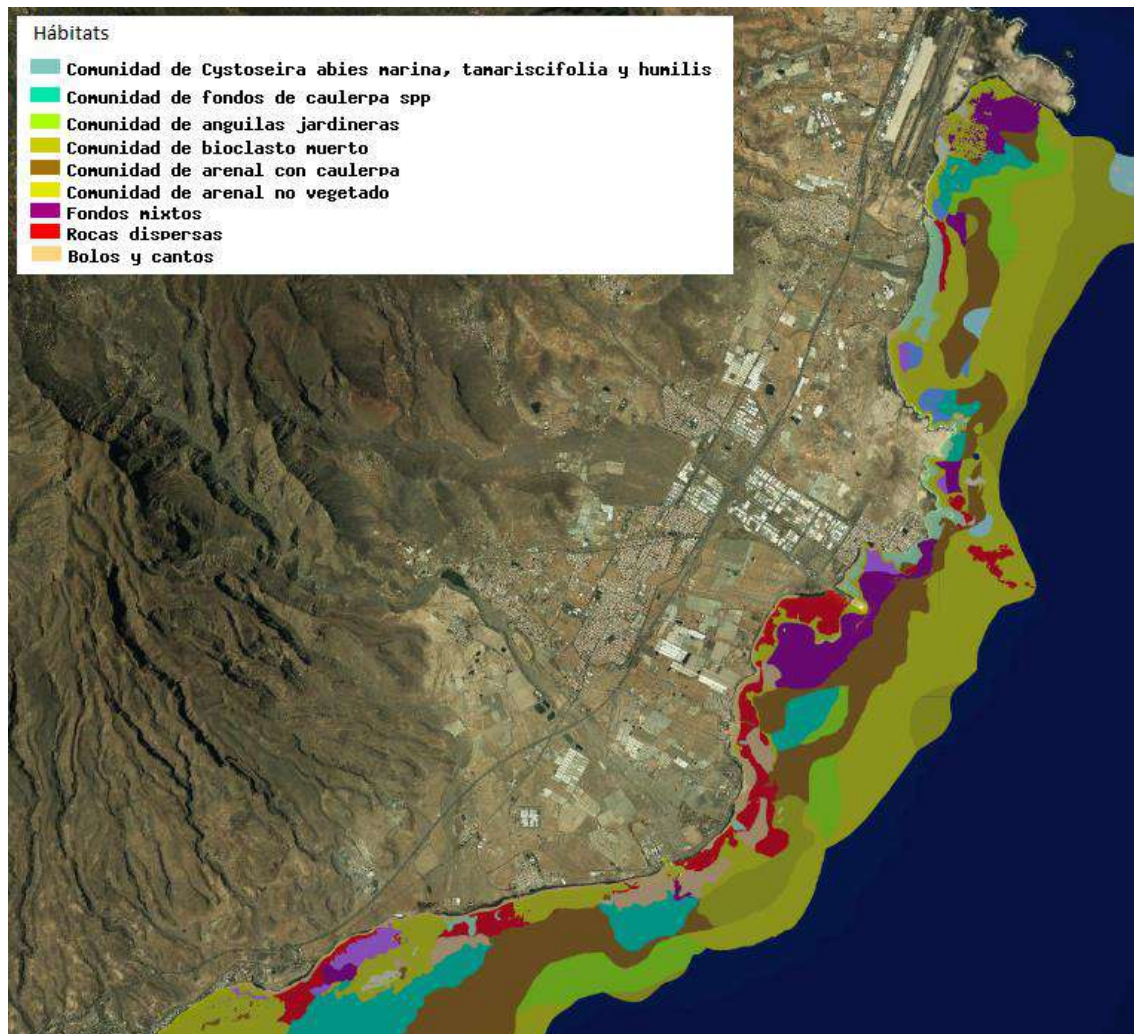 Hábitats
Comunidad de Cystoseira abies marina, tamariscifolia y humilis
Comunidad de fondos de caulerpa spp
Comunidad de anguilas jardineras
Comunidad de bioclasto muerto
Comunidad de arenal con caulerpa
Comunidad de arenal no vegetado
Fondos mixtos
Rocas dispersas
Bolos y cantos